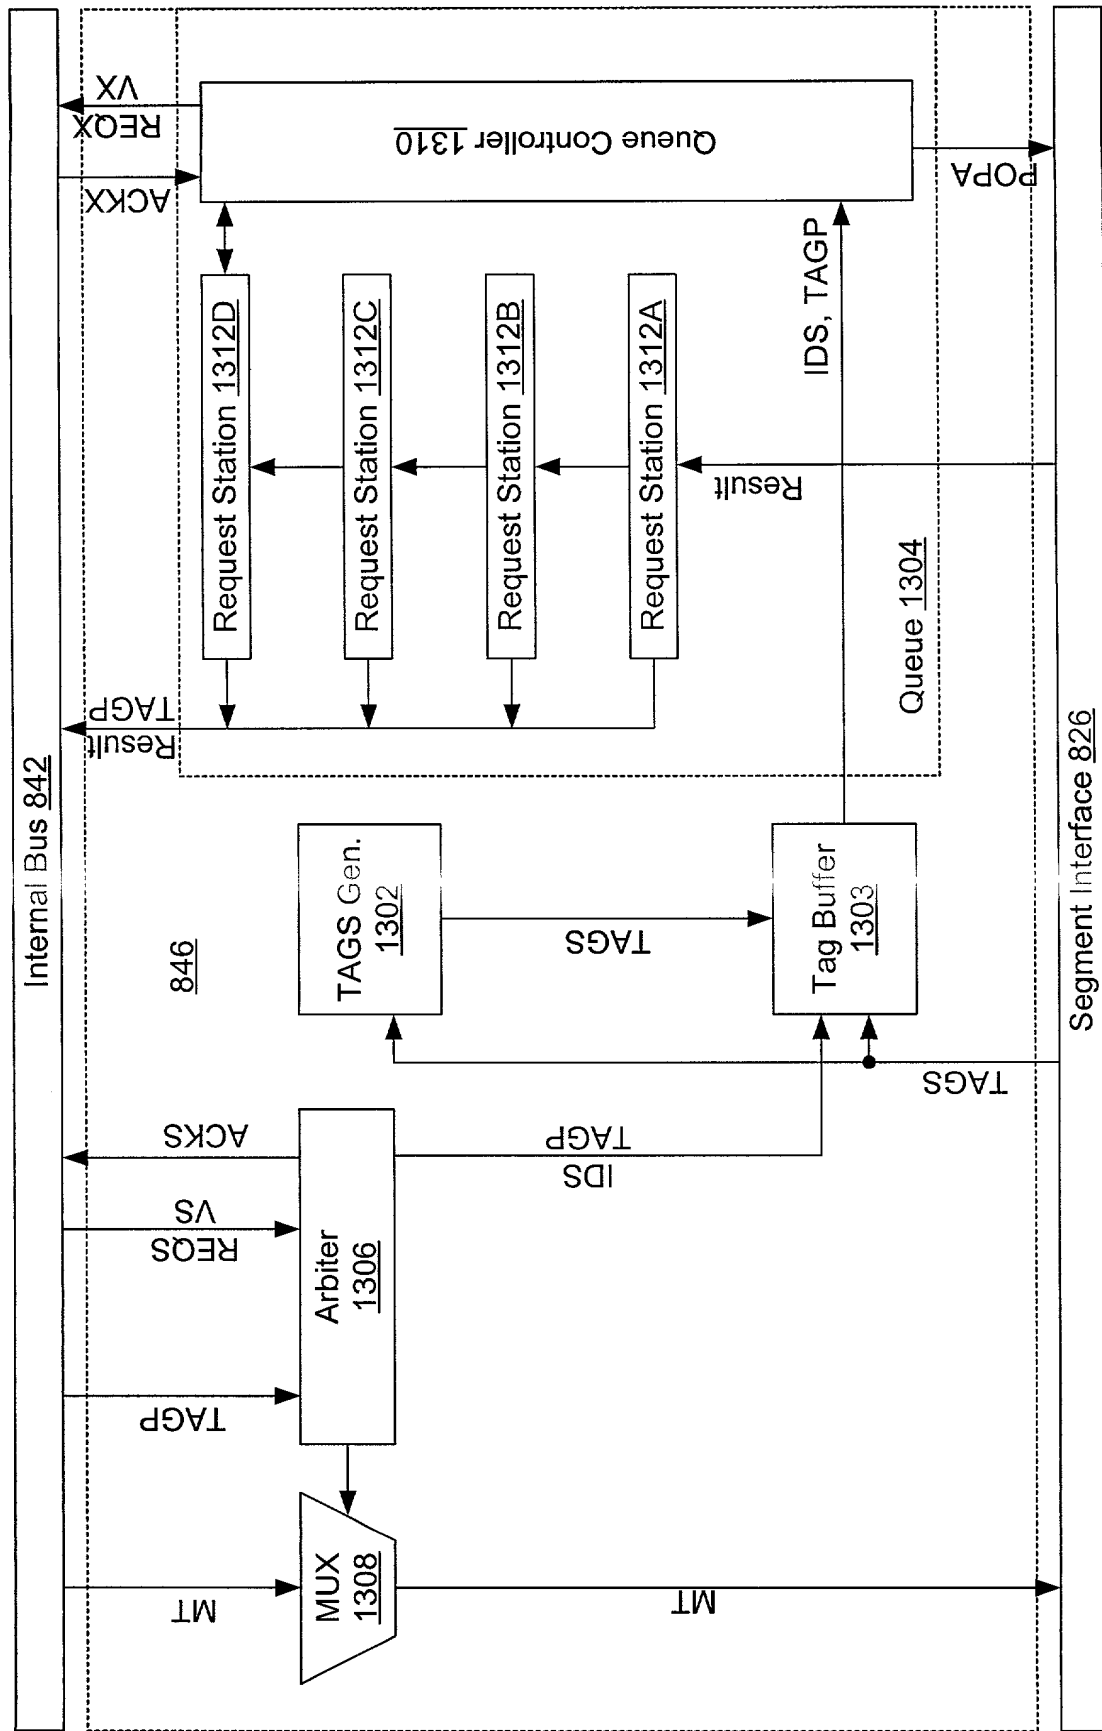 Internal Bus 842
846
MT
TAGP
REQS
VS
ACKS
Result
TAGP
ACKX
REQX
VX
MUX
1308
Arbiter
1306
TAGS Gen.
1302
Request Station 1312D
Request Station 1312C
Request Station 1312B
Request Station 1312A
Queue Controller 1310
MT
IDS
TAGP
TAGS
TAGS
Tag Buffer
1303
IDS, TAGP
Result
Queue 1304
POPA
Segment Interface 826